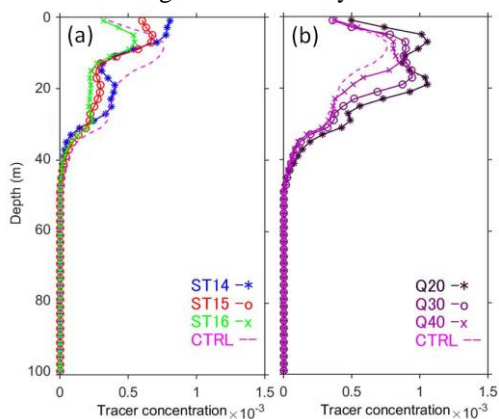 0
(a)
(b)
20
40
60
80
100
Depth (m)
ST14 -*
ST15 -o
ST16 -×
CTRL --
Q20 -*
Q30 -o
Q40 -×
CTRL --
0 0.5 1 1.5
0 0.5 1 1.5
Tracer concentration ×10⁻³
Tracer concentration ×10⁻³